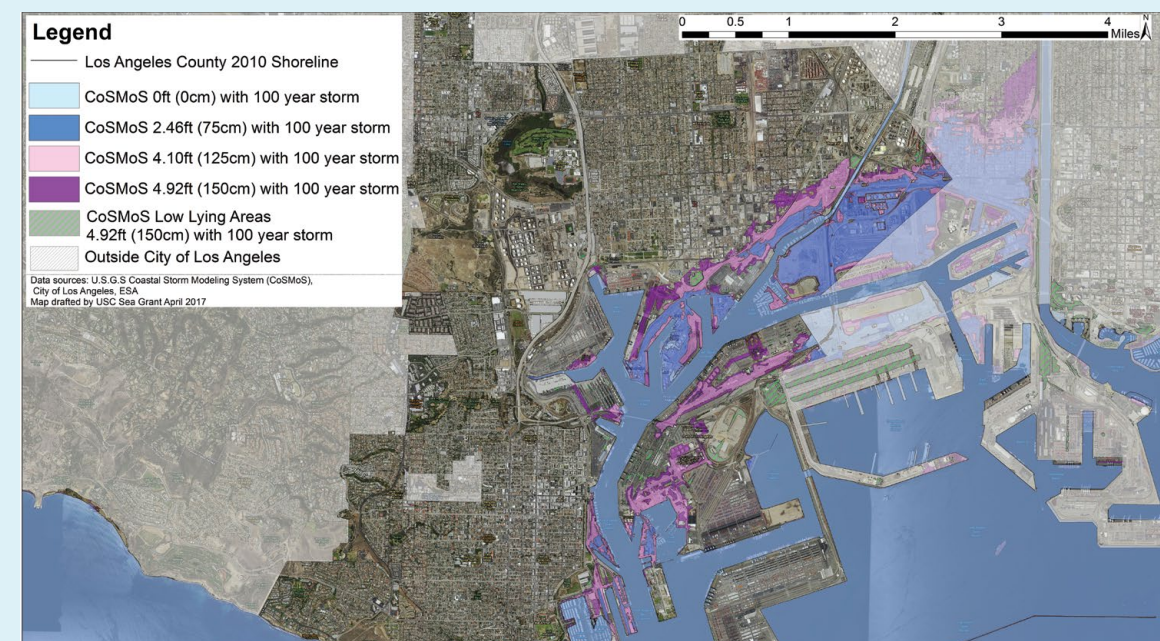 Legend
Los Angeles County 2010 Shoreline
CoSMoS 0ft (0cm) with 100 year storm
CoSMoS 2.46ft (75cm) with 100 year storm
CoSMoS 4.10ft (125cm) with 100 year storm
CoSMoS 4.92ft (150cm) with 100 year storm
CoSMoS Low Lying Areas
4.92ft (150cm) with 100 year storm
Outside City of Los Angeles
Data sources: U.S.G.S Coastal Storm Modeling System (CoSMoS),
City of Los Angeles, ESA
Map drafted by USC Sea Grant April 2017
0 0.5 1 2 3 4
Miles
N